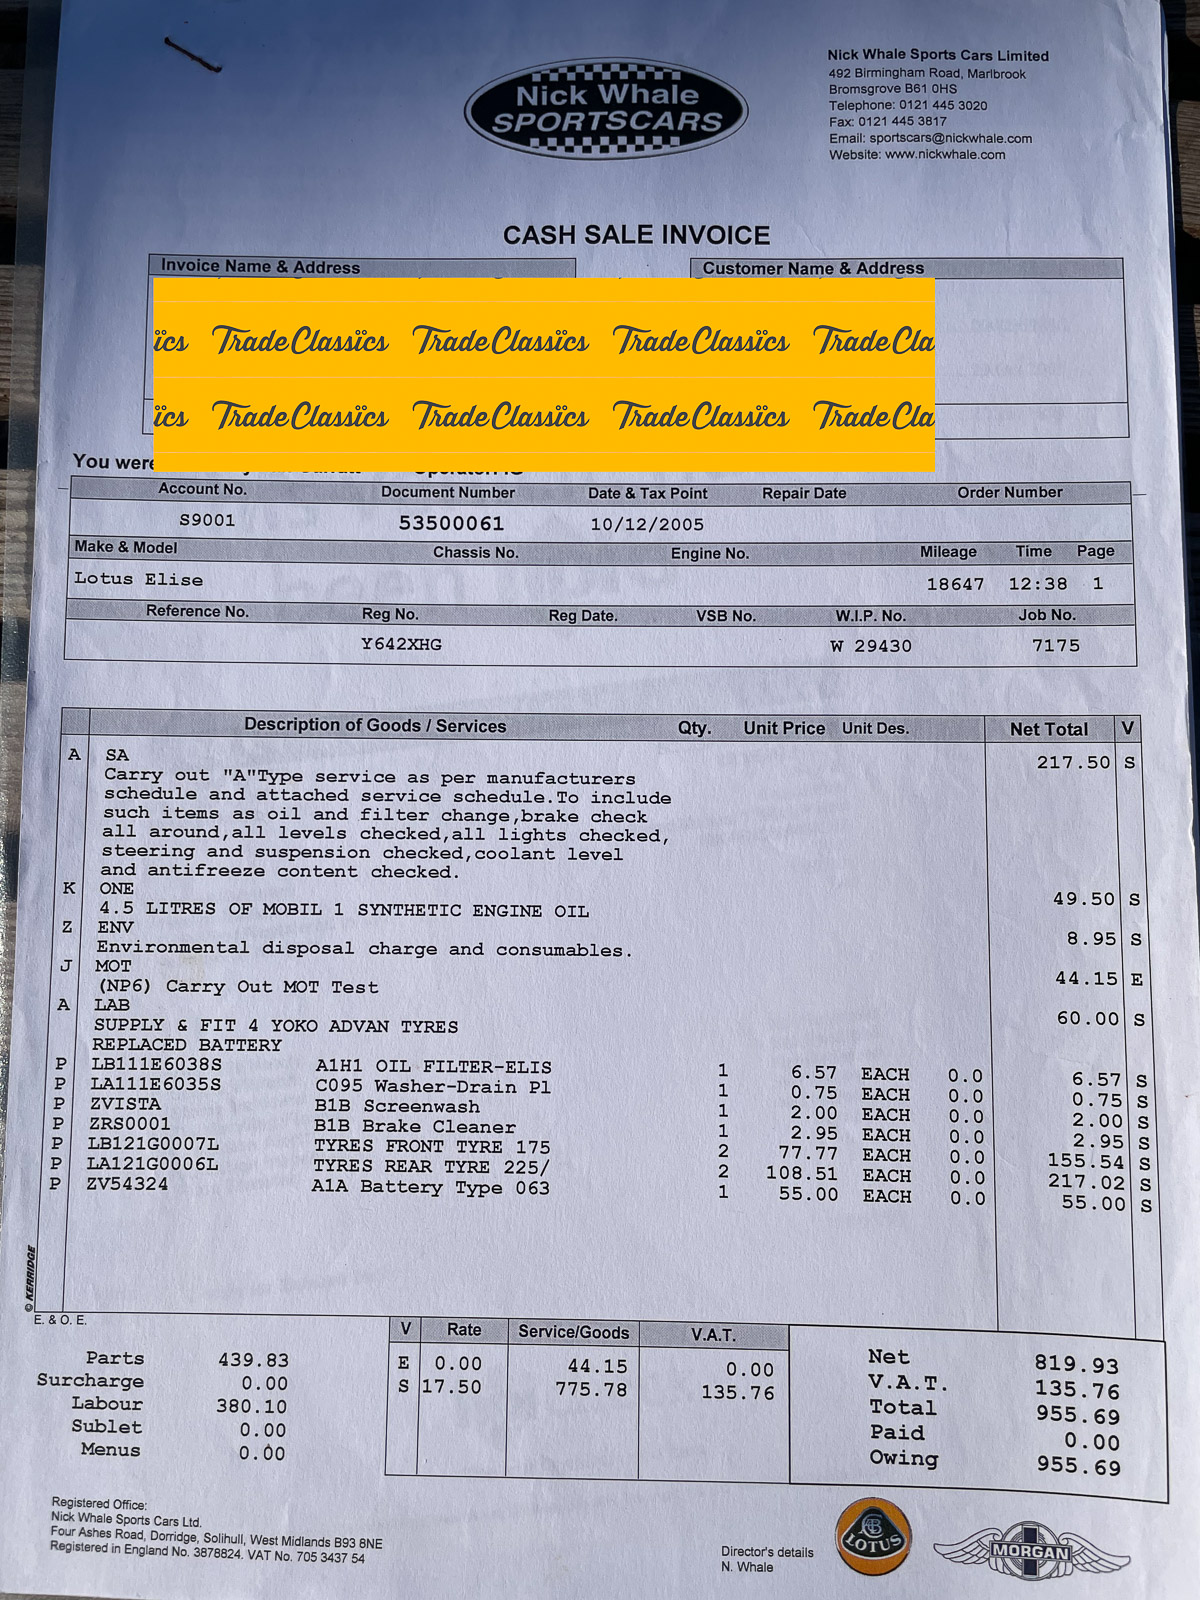 Nick Whale
SPORTSCARS
Nick Whale Sports Cars Limited
492 Birmingham Road, Marlbrook
Bromsgrove B61 0HS
Telephone: 0121 445 3020
Fax: 0121 445 3817
Email: sportscars@nickwhale.com
Website: www.nickwhale.com
CASH SALE INVOICE
Invoice Name & Address Customer Name & Address
ics TradeClassics TradeClassics TradeClassics TradeCla
ics TradeClassics TradeClassics TradeClassics TradeCla
You were
Account No. Document Number Date & Tax Point Repair Date Order Number
S9001 53500061 10/12/2005
Make & Model Chassis No. Engine No. Mileage Time Page
Lotus Elise 18647 12:38 1
Reference No. Reg No. Reg Date. VSB No. W.I.P. No. Job No.
Y642XHG W 29430 7175
Description of Goods / Services Qty. Unit Price Unit Des. Net Total V
A SA 217.50 S
Carry out "A"Type service as per manufacturers
schedule and attached service schedule.To include
such items as oil and filter change,brake check
all around,all levels checked,all lights checked,
steering and suspension checked,coolant level
and antifreeze content checked.
K ONE 49.50 S
4.5 LITRES OF MOBIL 1 SYNTHETIC ENGINE OIL
Z ENV 8.95 S
Environmental disposal charge and consumables.
J MOT 44.15 E
(NP6) Carry Out MOT Test
A LAB 60.00 S
SUPPLY & FIT 4 YOKO ADVAN TYRES
REPLACED BATTERY
P LB111E6038S A1H1 OIL FILTER-ELIS 1 6.57 EACH 0.0 6.57 S
P LA111E6035S C095 Washer-Drain Pl 1 0.75 EACH 0.0 0.75 S
P ZVISTA B1B Screenwash 1 2.00 EACH 0.0 2.00 S
P ZRS0001 B1B Brake Cleaner 1 2.95 EACH 0.0 2.95 S
P LB121G0007L TYRES FRONT TYRE 175 2 77.77 EACH 0.0 155.54 S
P LA121G0006L TYRES REAR TYRE 225/ 2 108.51 EACH 0.0 217.02 S
P ZV54324 A1A Battery Type 063 1 55.00 EACH 0.0 55.00 S
© KERRIDGE
E. & O. E.
Parts 439.83
Surcharge 0.00
Labour 380.10
Sublet 0.00
Menus 0.00
V Rate Service/Goods V.A.T.
E 0.00 44.15 0.00
S 17.50 775.78 135.76
Net 819.93
V.A.T. 135.76
Total 955.69
Paid 0.00
Owing 955.69
Registered Office:
Nick Whale Sports Cars Ltd.
Four Ashes Road, Dorridge, Solihull, West Midlands B93 8NE
Registered in England No. 3878824. VAT No. 705 3437 54
Director's details
N. Whale
LOTUS
MORGAN